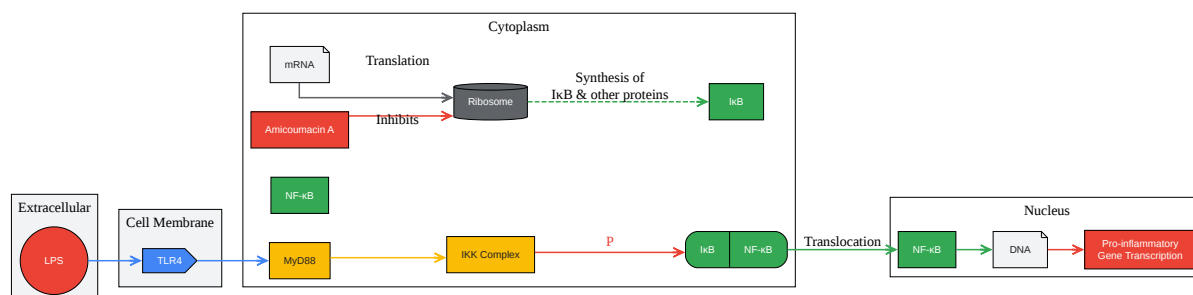 Cytoplasm
mRNA
Translation
Ribosome
Synthesis of
IκB & other proteins
IκB
Amicoumacin A
Inhibits
NF-κB
Extracellular
LPS
Cell Membrane
TLR4
MyD88
IKK Complex
P
IκB
NF-κB
Translocation
Nucleus
NF-κB
DNA
Pro-inflammatory
Gene Transcription